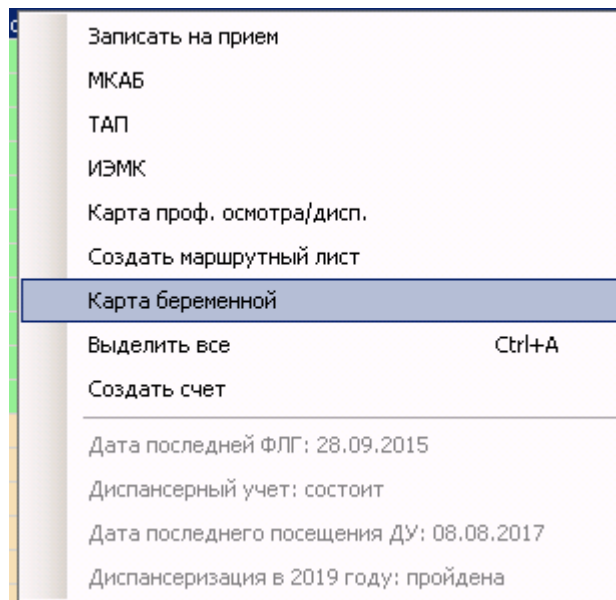 Записать на прием
МКАБ
ТАП
ИЭМК
Карта проф. осмотра/дисп.
Создать маршрутный лист
Карта беременной
Выделить все Ctrl+A
Создать счет
Дата последней ФЛГ: 28.09.2015
Диспансерный учет: состоит
Дата последнего посещения ДУ: 08.08.2017
Диспансеризация в 2019 году: пройдена